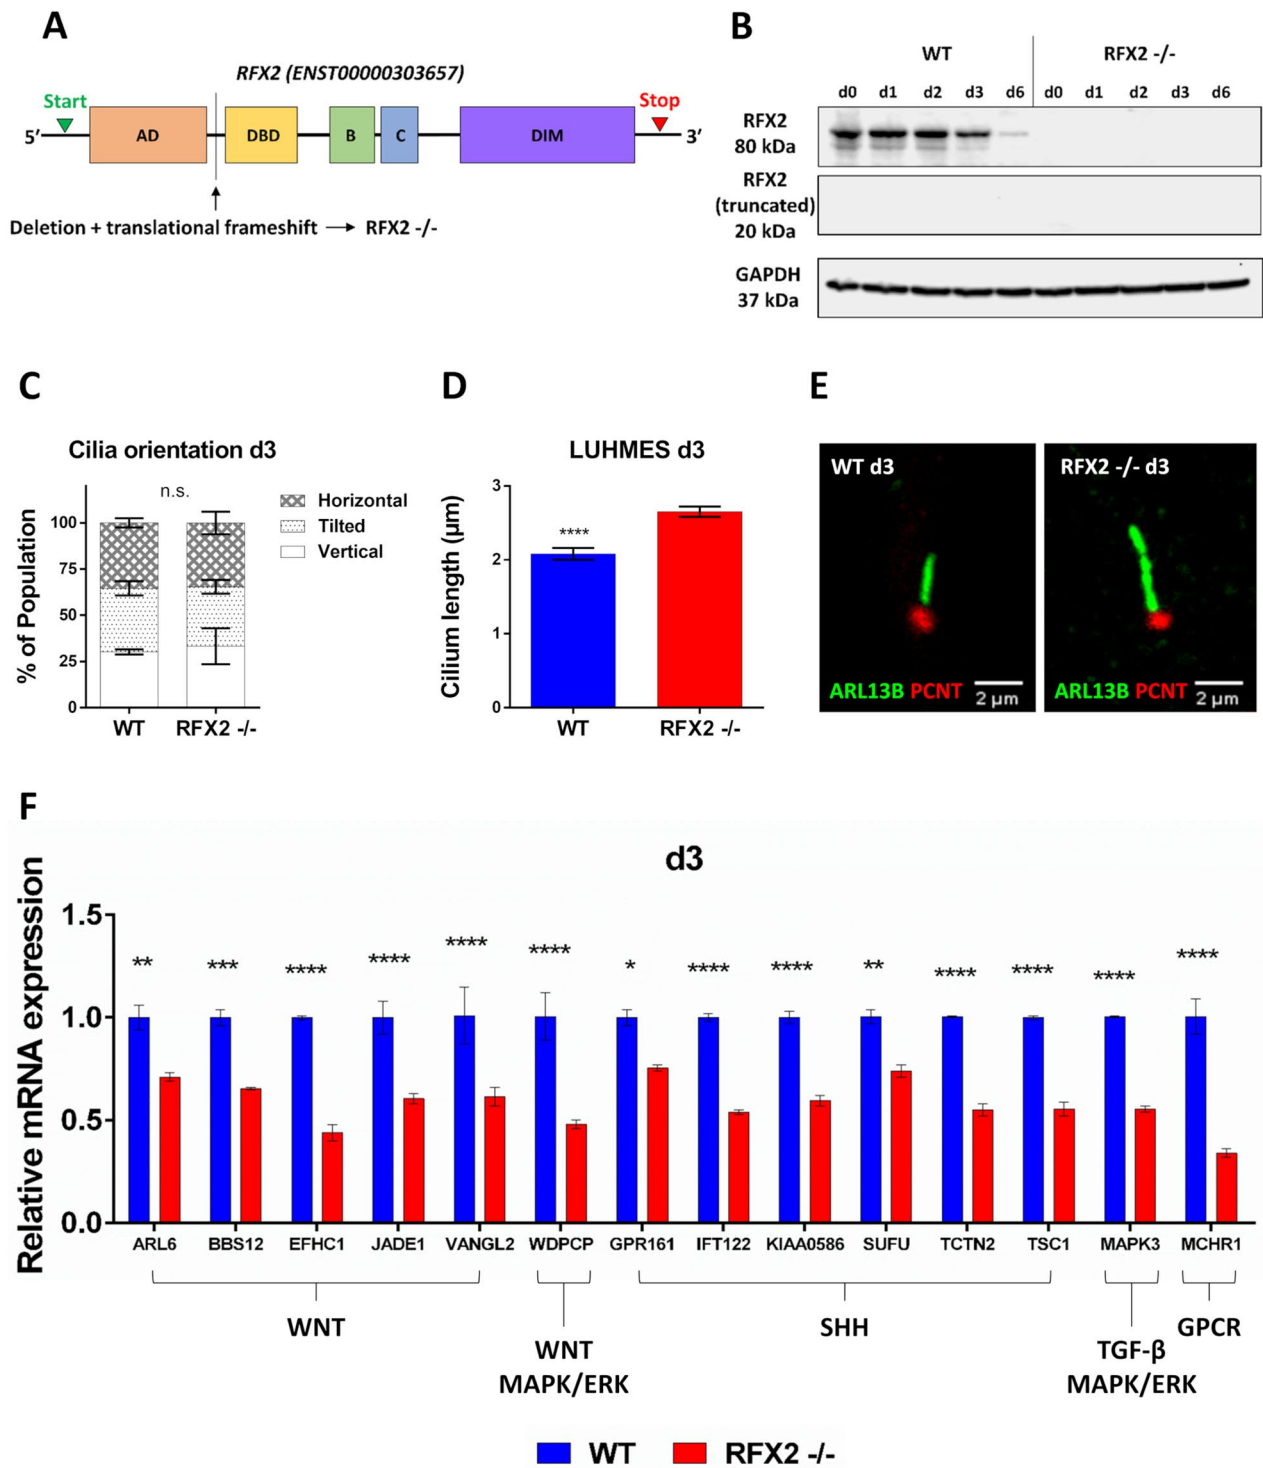 A
RFX2 (ENST00000303657)
Start
Stop
5′ AD DBD B C DIM 3′
Deletion + translational frameshift → RFX2 -/-
B
WT RFX2 -/-
d0 d1 d2 d3 d6 d0 d1 d2 d3 d6
RFX2
80 kDa
RFX2
(truncated)
20 kDa
GAPDH
37 kDa
C
Cilia orientation d3
n.s.
% of Population
100
75
50
25
0
WT RFX2 -/-
Horizontal
Tilted
Vertical
D
LUHMES d3
Cilium length (µm)
3
2
1
0
****
WT RFX2 -/-
E
WT d3
ARL13B PCNT
2 µm
RFX2 -/- d3
ARL13B PCNT
2 µm
F
d3
Relative mRNA expression
1.5
1.0
0.5
0.0
** *** **** **** **** **** * **** **** ** **** **** **** ****
ARL6 BBS12 EFHC1 JADE1 VANGL2 WDPCP GPR161 IFT122 KIAA0586 SUFU TCTN2 TSC1 MAPK3 MCHR1
WNT
WNT
MAPK/ERK
SHH
TGF-β
MAPK/ERK
GPCR
WT RFX2 -/-